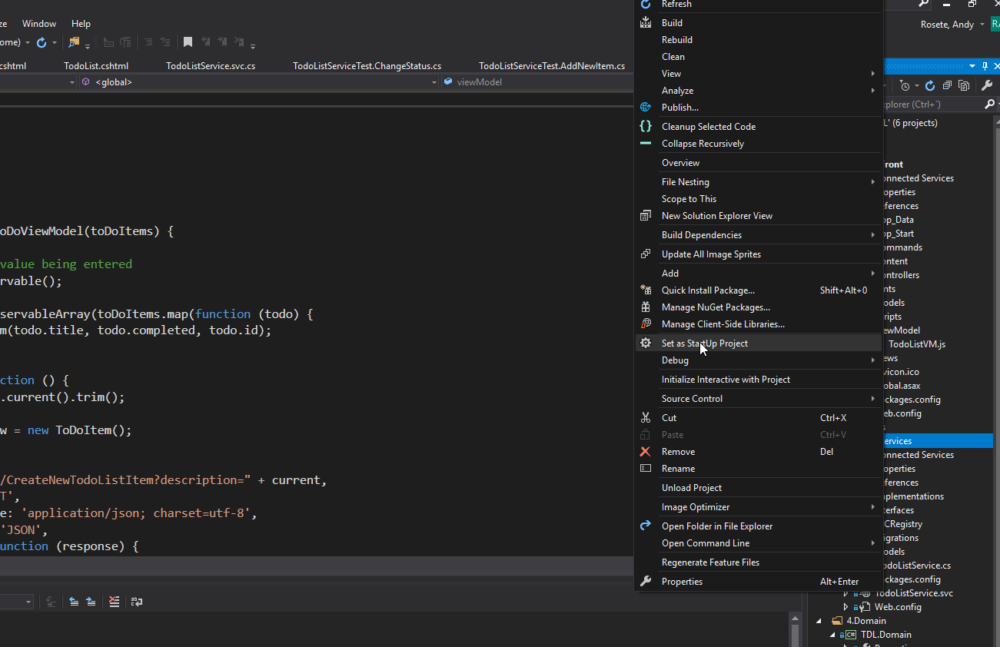 ze Window Help
ome)
Rosete, Andy RA
cshtml TodoList.cshtml TodoListService.svc.cs TodoListServiceTest.ChangeStatus.cs TodoListServiceTest.AddNewItem.cs
<global> viewModel
oDoViewModel(toDoItems) {
value being entered
rvable();
servableArray(toDoItems.map(function (todo) {
m(todo.title, todo.completed, todo.id);
ction () {
.current().trim();
w = new ToDoItem();
/CreateNewTodoListItem?description=" + current,
T',
e: 'application/json; charset=utf-8',
'JSON',
unction (response) {
Refresh
Build
Rebuild
Clean
View
Analyze
Publish...
Cleanup Selected Code
Collapse Recursively
Overview
File Nesting
Scope to This
New Solution Explorer View
Build Dependencies
Update All Image Sprites
Add
Quick Install Package... Shift+Alt+0
Manage NuGet Packages...
Manage Client-Side Libraries...
Set as StartUp Project
Debug
Initialize Interactive with Project
Source Control
Cut Ctrl+X
Paste Ctrl+V
Remove Del
Rename
Unload Project
Image Optimizer
Open Folder in File Explorer
Open Command Line
Regenerate Feature Files
Properties Alt+Enter
plorer (Ctrl+`)
L' (6 projects)
ront
nnected Services
operties
ferences
pp_Data
pp_Start
ommands
ontent
ontrollers
nts
odels
ripts
ewModel
TodoListVM.js
ews
vicon.ico
obal.asax
ckages.config
eb.config
s
ervices
nnected Services
operties
ferences
nplementations
terfaces
CRegistry
igrations
odels
odoListService.cs
ckages.config
TodoListService.svc
Web.config
4.Domain
TDL.Domain